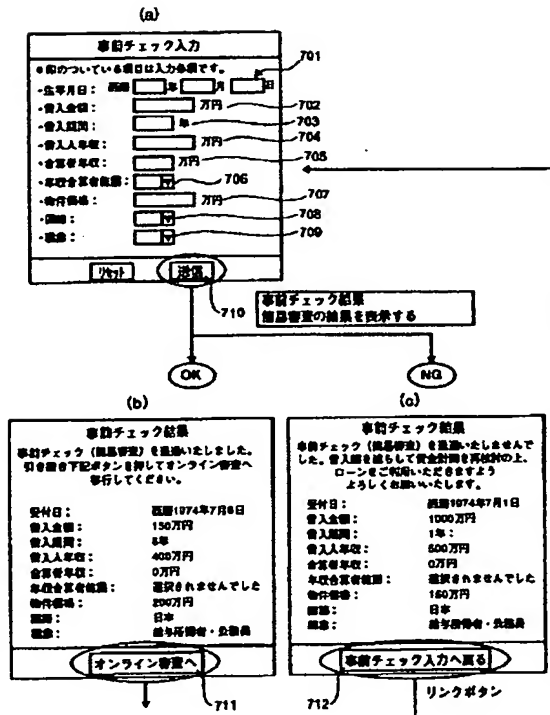 (a)
事前チェック入力
※印のついている項目は入力必須です。
・生年月日： 西暦 年 月 日
701
・借入金額： 万円
702
・借入期間： 年
703
・借入人年収： 万円
704
・合算者年収： 万円
705
・年収合算者続柄：
706
・物件価格： 万円
707
・国籍：
708
・職業：
709
リセット 送信
710
事前チェック結果
簡易審査の結果を表示する
OK
NG
(b)
事前チェック結果
事前チェック（簡易審査）を通過いたしました。
引き続き下記ボタンを押してオンライン審査へ
移行してください。
受付日： 西暦1974年7月6日
借入金額： 150万円
借入期間： 5年
借入人年収： 400万円
合算者年収： 0万円
年収合算者続柄： 選択されませんでした
物件価格： 200万円
国籍： 日本
職業： 給与所得者・公務員
オンライン審査へ
711
(c)
事前チェック結果
事前チェック（簡易審査）を通過いたしませんで
した。借入額を減らして資金計画を再検討の上、
ローンをご利用いただきますよう
よろしくお願いいたします。
受付日： 西暦1974年7月1日
借入金額： 1000万円
借入期間： 1年：
借入人年収： 500万円
合算者年収： 0万円
年収合算者続柄： 選択されませんでした
物件価格： 150万円
国籍： 日本
職業： 給与所得者・公務員
事前チェック入力へ戻る
712
リンクボタン